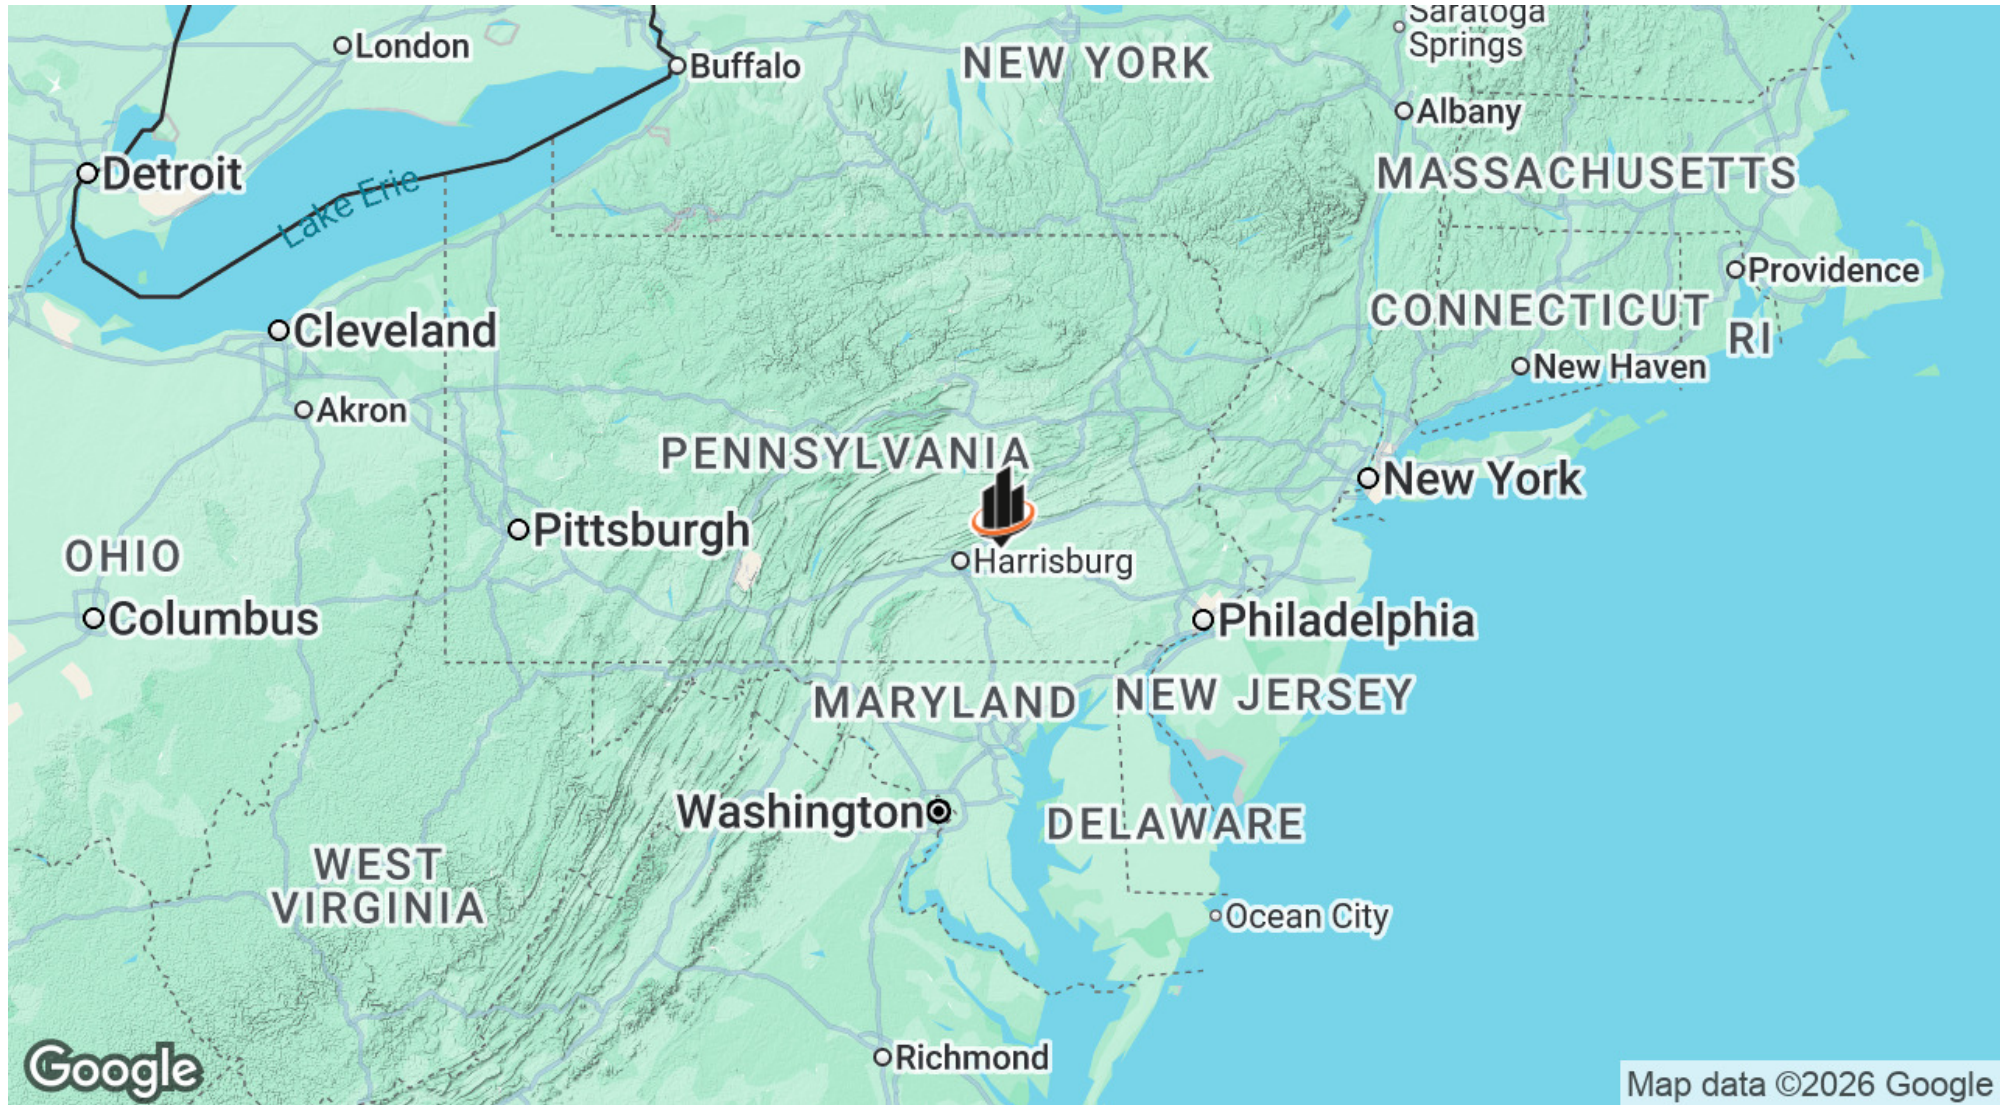 Saratoga
Springs
London
Buffalo
NEW YORK
Albany
Detroit
MASSACHUSETTS
Lake Erie
Providence
CONNECTICUT
RI
Cleveland
New Haven
Akron
PENNSYLVANIA
New York
Pittsburgh
OHIO
Harrisburg
Columbus
Philadelphia
MARYLAND
NEW JERSEY
Washington
DELAWARE
WEST
VIRGINIA
Ocean City
Richmond
Google
Map data ©2026 Google